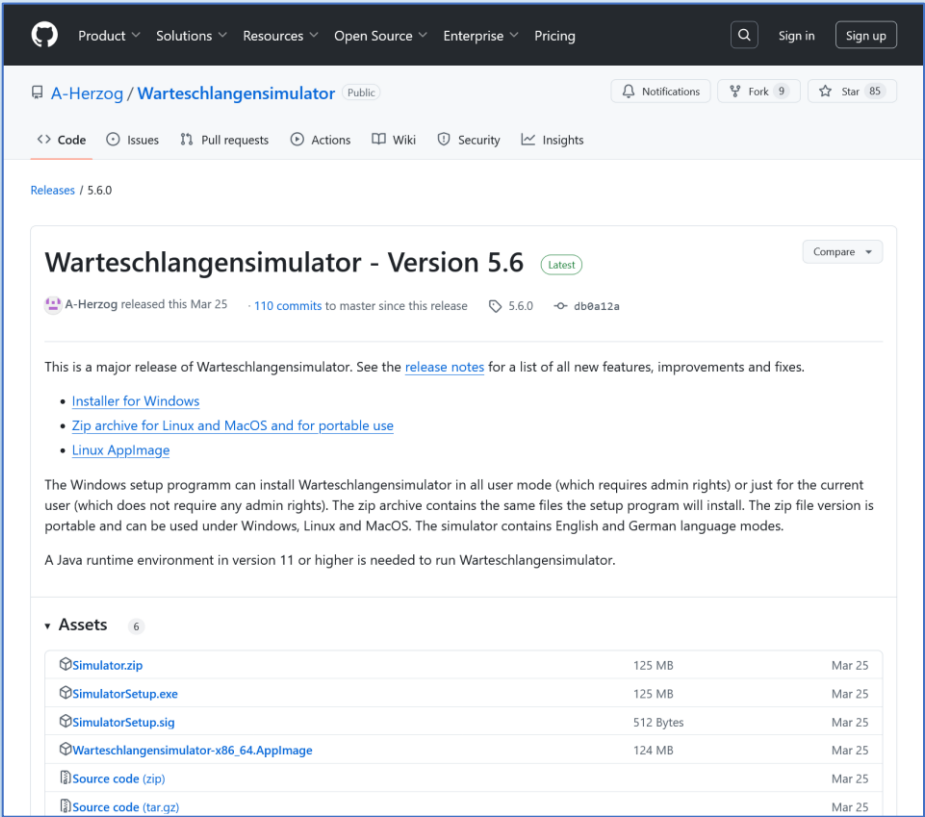 Product Solutions Resources Open Source Enterprise Pricing Sign in Sign up
A-Herzog / Warteschlangensimulator Public Notifications Fork 9 Star 85
Code Issues Pull requests Actions Wiki Security Insights
Releases / 5.6.0
Warteschlangensimulator - Version 5.6 Latest Compare
A-Herzog released this Mar 25 · 110 commits to master since this release 5.6.0 db0a12a
This is a major release of Warteschlangensimulator. See the release notes for a list of all new features, improvements and fixes.
• Installer for Windows
• Zip archive for Linux and MacOS and for portable use
• Linux AppImage
The Windows setup programm can install Warteschlangensimulator in all user mode (which requires admin rights) or just for the current
user (which does not require any admin rights). The zip archive contains the same files the setup program will install. The zip file version is
portable and can be used under Windows, Linux and MacOS. The simulator contains English and German language modes.
A Java runtime environment in version 11 or higher is needed to run Warteschlangensimulator.
Assets 6
Simulator.zip 125 MB Mar 25
SimulatorSetup.exe 125 MB Mar 25
SimulatorSetup.sig 512 Bytes Mar 25
Warteschlangensimulator-x86_64.AppImage 124 MB Mar 25
Source code (zip) Mar 25
Source code (tar.gz) Mar 25